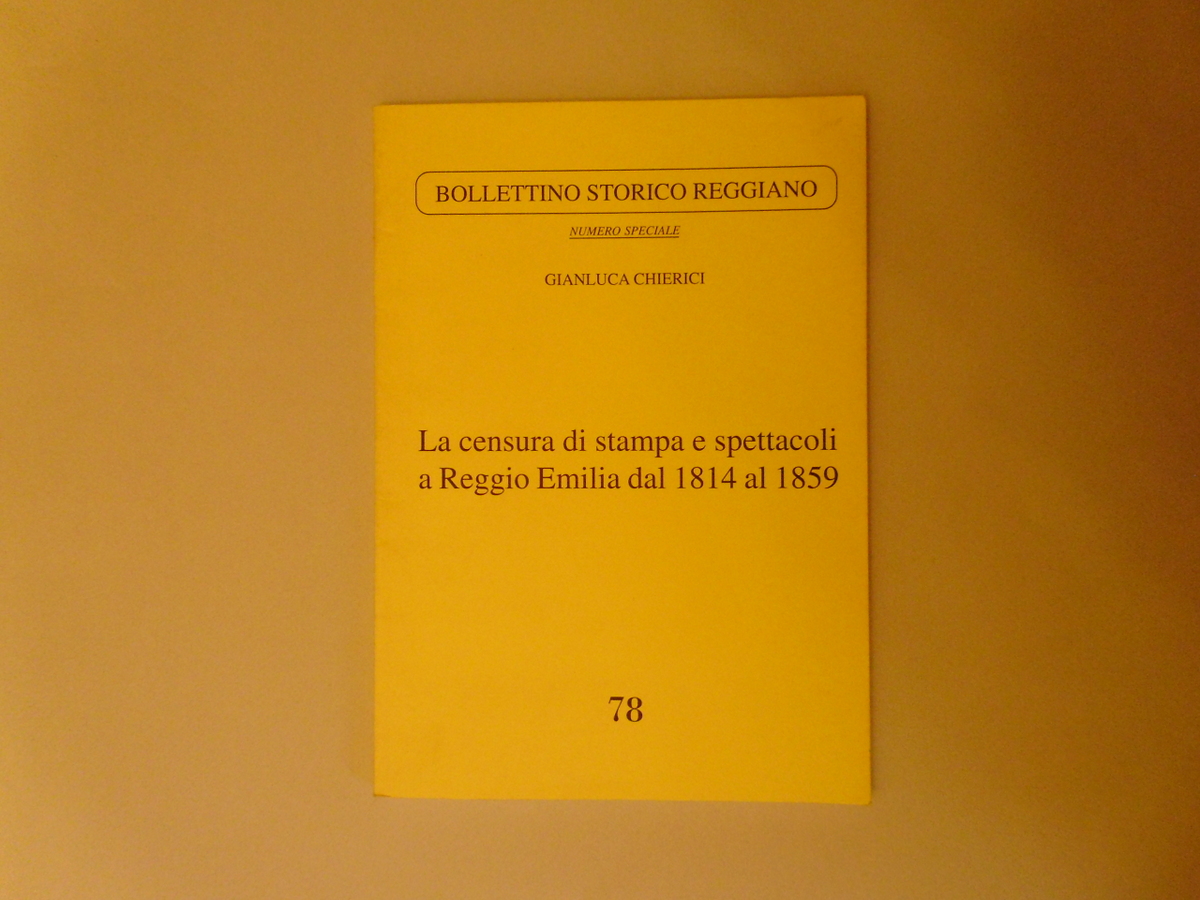 BOLLETTINO STORICO REGGIANO
NUMERO SPECIALE
GIANLUCA CHIERICI
La censura di stampa e spettacoli
a Reggio Emilia dal 1814 al 1859
78